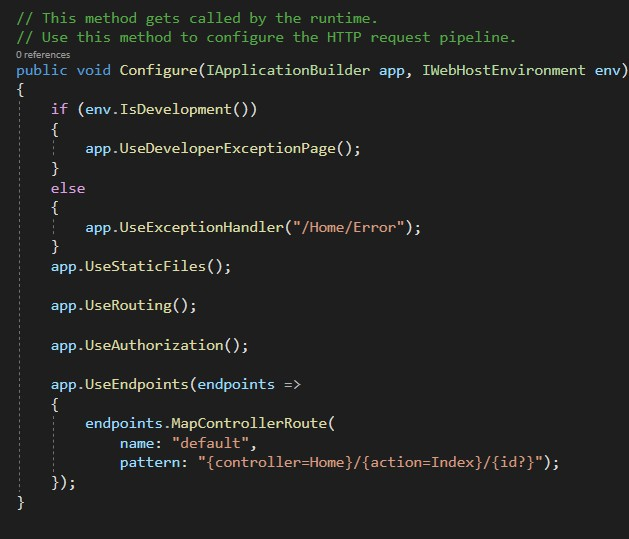 // This method gets called by the runtime.
// Use this method to configure the HTTP request pipeline.
0 references
public void Configure(IApplicationBuilder app, IWebHostEnvironment env)
{
if (env.IsDevelopment())
{
app.UseDeveloperExceptionPage();
}
else
{
app.UseExceptionHandler("/Home/Error");
}
app.UseStaticFiles();
app.UseRouting();
app.UseAuthorization();
app.UseEndpoints(endpoints =>
{
endpoints.MapControllerRoute(
name: "default",
pattern: "{controller=Home}/{action=Index}/{id?}");
});
}